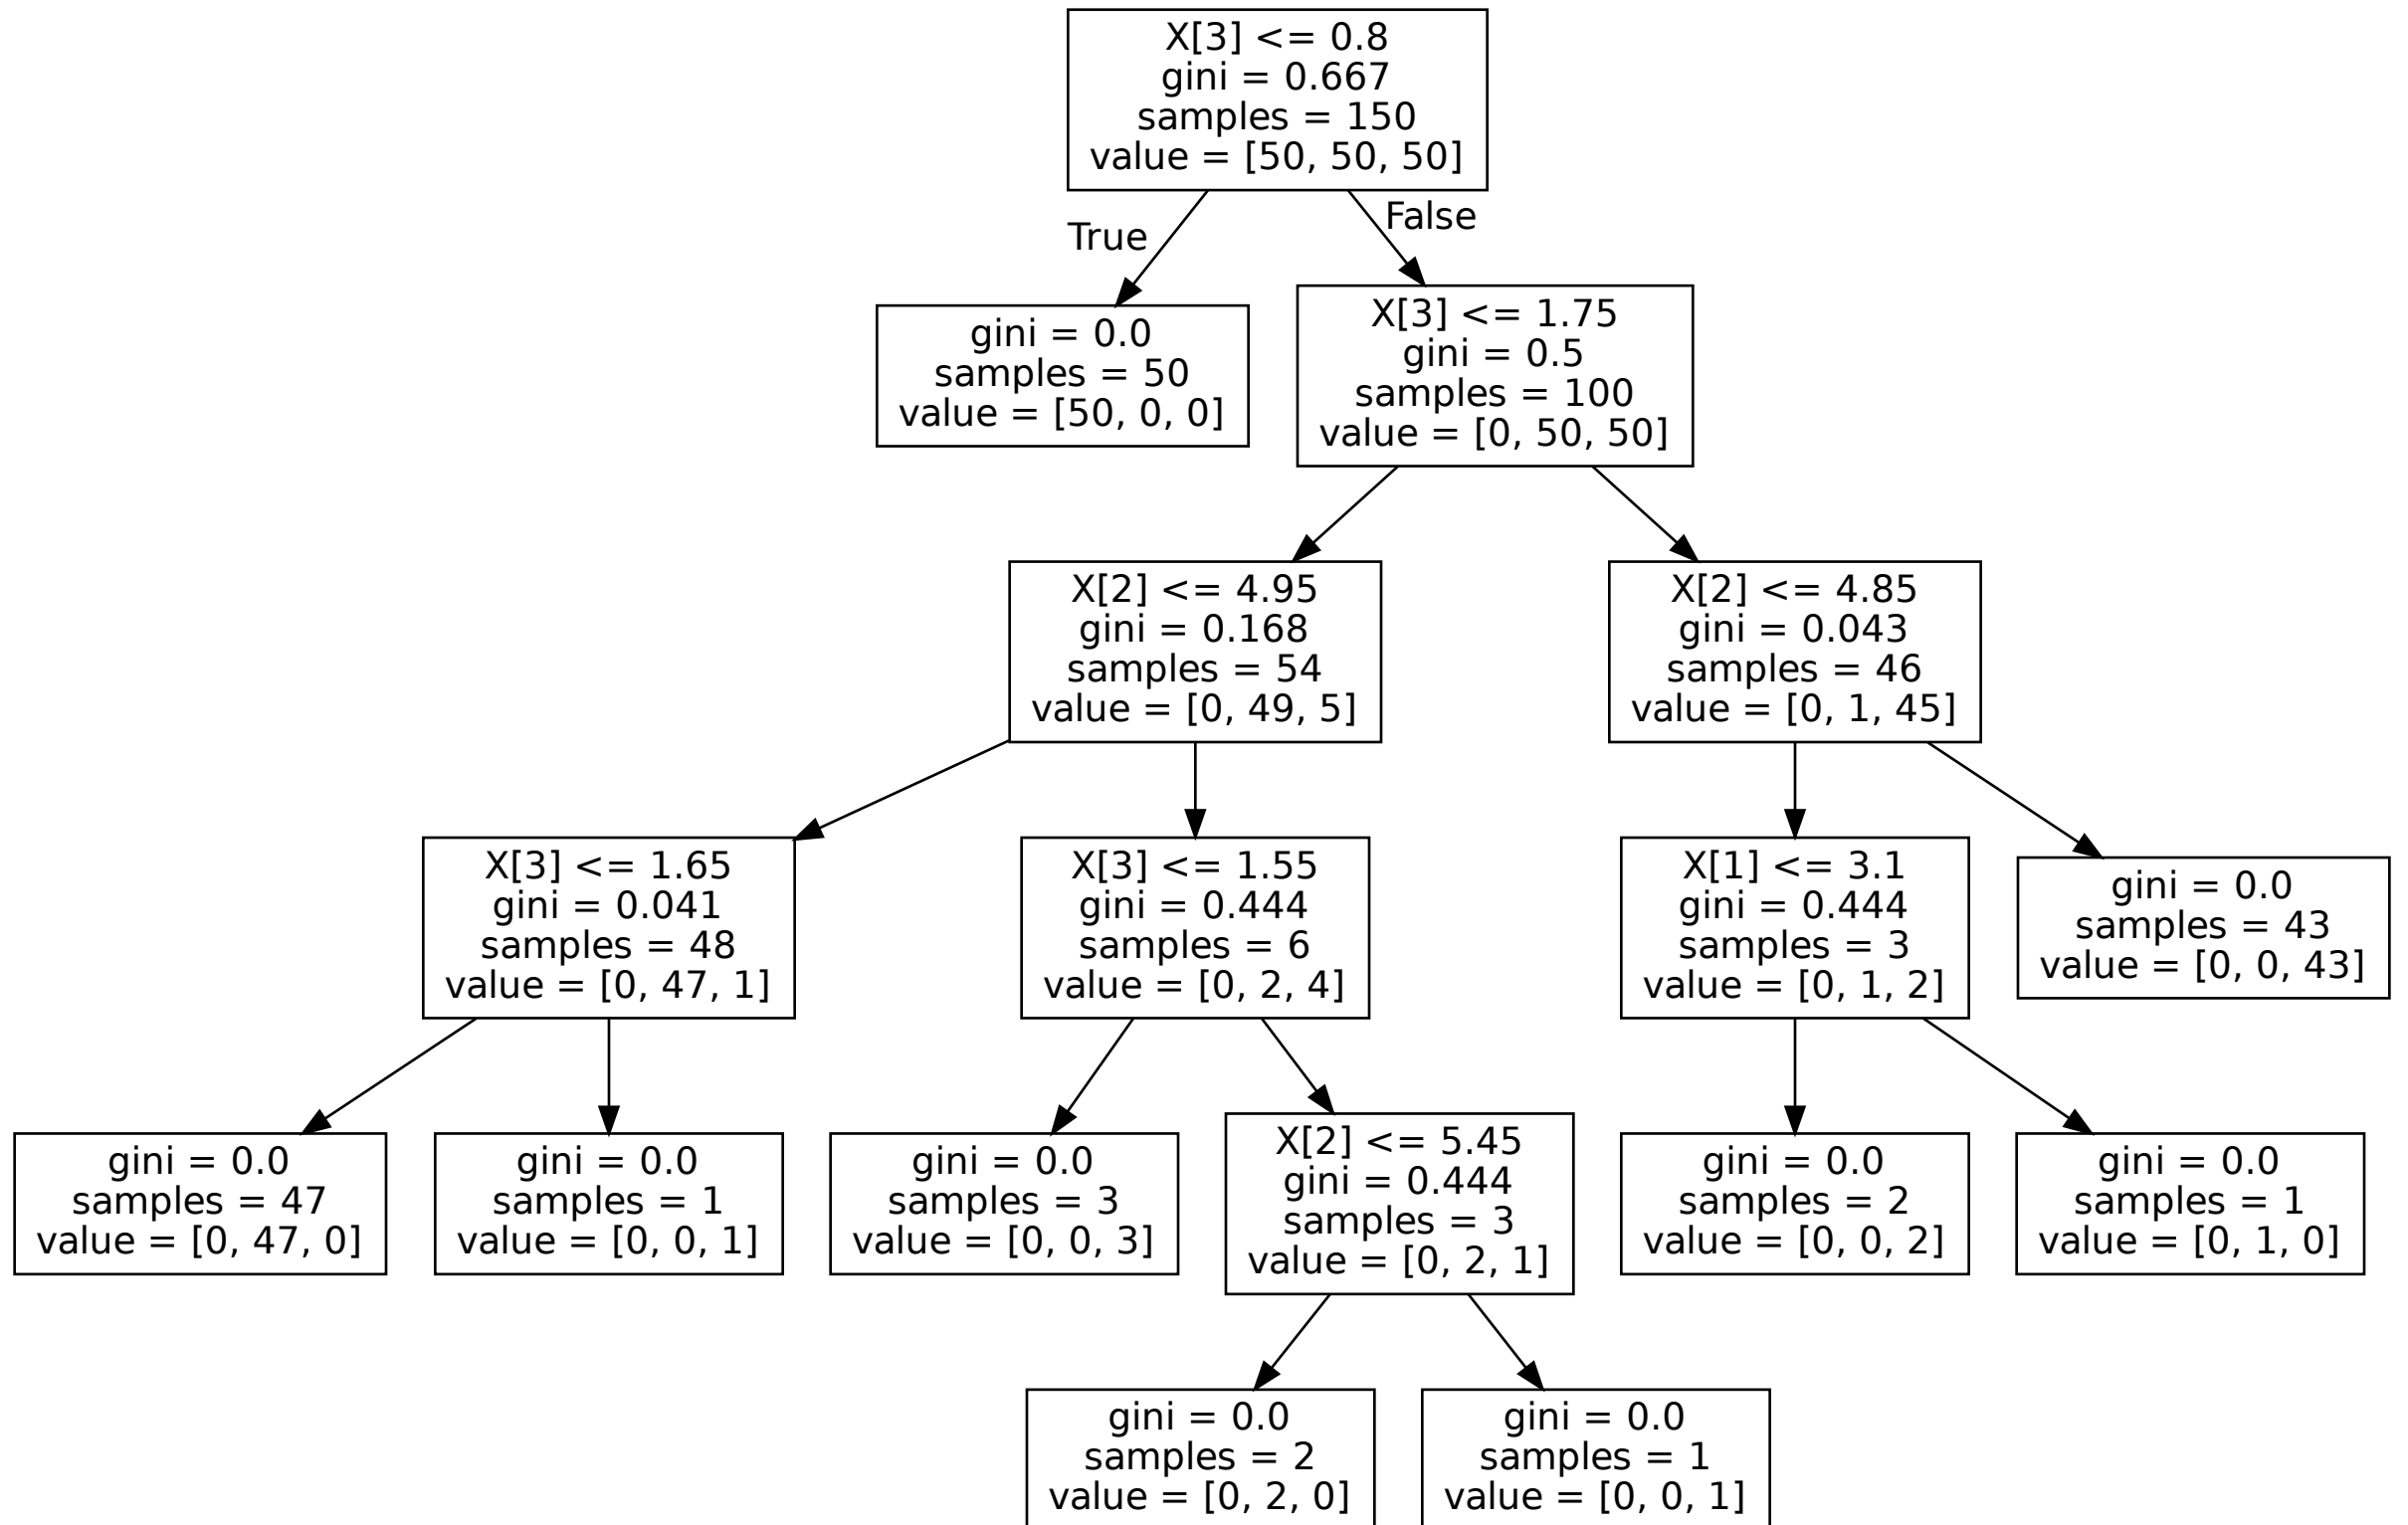 X[3] <= 0.8
gini = 0.667
samples = 150
value = [50, 50, 50]
True
False
gini = 0.0
samples = 50
value = [50, 0, 0]
X[3] <= 1.75
gini = 0.5
samples = 100
value = [0, 50, 50]
X[2] <= 4.95
gini = 0.168
samples = 54
value = [0, 49, 5]
X[2] <= 4.85
gini = 0.043
samples = 46
value = [0, 1, 45]
X[3] <= 1.65
gini = 0.041
samples = 48
value = [0, 47, 1]
X[3] <= 1.55
gini = 0.444
samples = 6
value = [0, 2, 4]
X[1] <= 3.1
gini = 0.444
samples = 3
value = [0, 1, 2]
gini = 0.0
samples = 43
value = [0, 0, 43]
gini = 0.0
samples = 47
value = [0, 47, 0]
gini = 0.0
samples = 1
value = [0, 0, 1]
gini = 0.0
samples = 3
value = [0, 0, 3]
X[2] <= 5.45
gini = 0.444
samples = 3
value = [0, 2, 1]
gini = 0.0
samples = 2
value = [0, 0, 2]
gini = 0.0
samples = 1
value = [0, 1, 0]
gini = 0.0
samples = 2
value = [0, 2, 0]
gini = 0.0
samples = 1
value = [0, 0, 1]